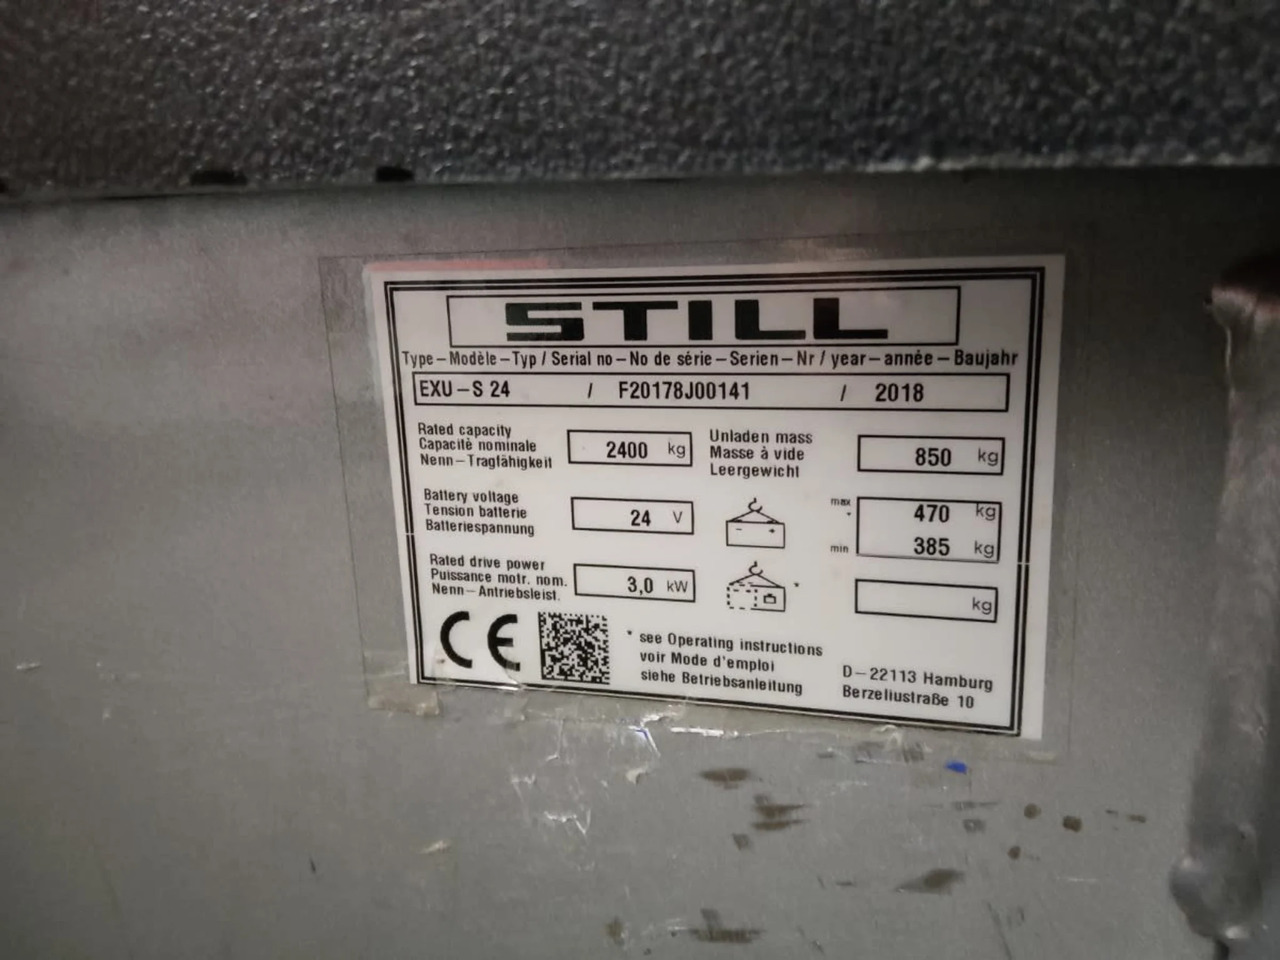 STILL
Type – Modèle – Typ / Serial no – No de série – Serien – Nr / year – année – Baujahr
EXU – S 24 / F20178J00141 / 2018
Rated capacity
Capacitè nominale
Nenn – Tragfähigkeit
2400 kg
Unladen mass
Masse à vide
Leergewicht
850 kg
Battery voltage
Tension batterie
Batteriespannung
24 V
max
*
470 kg
min
385 kg
Rated drive power
Puissance motr. nom.
Nenn – Antriebsleist.
3,0 kW
*
kg
CE
* see Operating instructions
voir Mode d'emploi
siehe Betriebsanleitung
D – 22113 Hamburg
Berzeliustraße 10